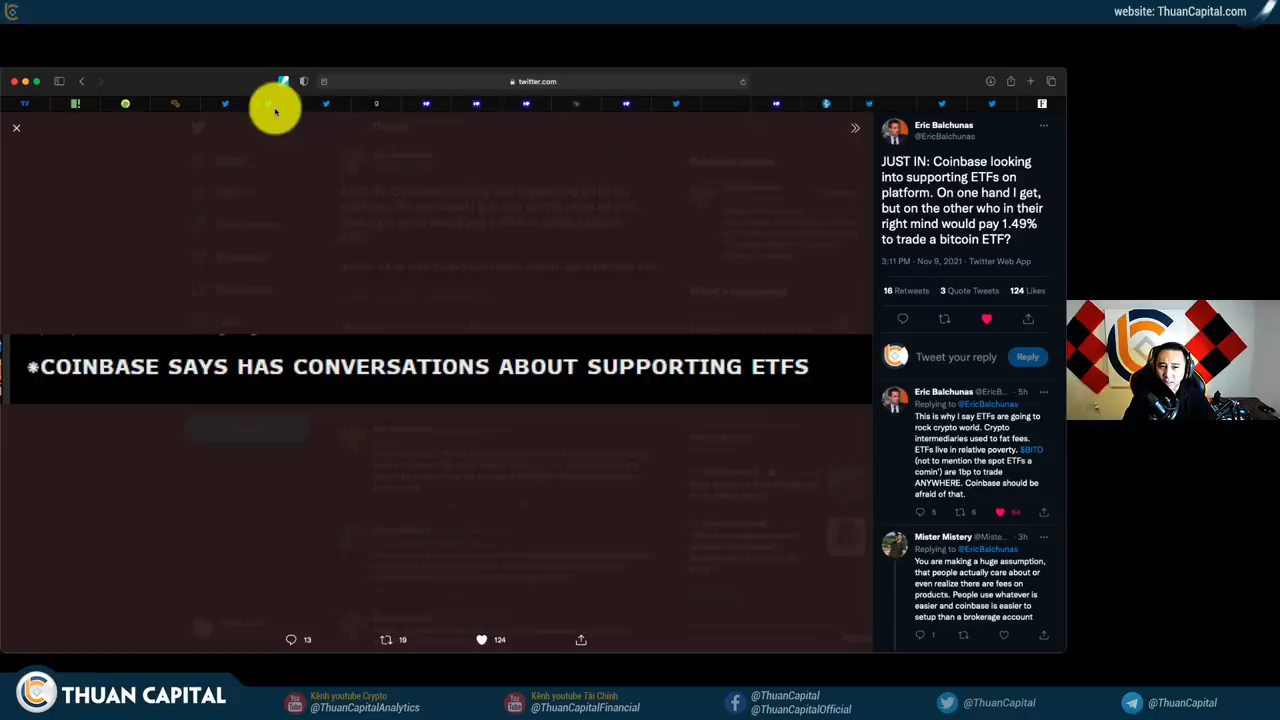 website: ThuanCapital.com
twitter.com
Eric Balchunas
@EricBalchunas
JUST IN: Coinbase looking
into supporting ETFs on
platform. On one hand I get,
but on the other who in their
right mind would pay 1.49%
to trade a bitcoin ETF?
3:11 PM · Nov 9, 2021 · Twitter Web App
16 Retweets 3 Quote Tweets 124 Likes
Tweet your reply
Reply
*COINBASE SAYS HAS CONVERSATIONS ABOUT SUPPORTING ETFS
Eric Balchunas @EricB... · 5h
Replying to @EricBalchunas
This is why I say ETFs are going to
rock crypto world. Crypto
intermediaries used to fat fees.
ETFs live in relative poverty. $BITO
(not to mention the spot ETFs a
comin') are 1bp to trade
ANYWHERE. Coinbase should be
afraid of that.
5 6 64
Mister Mistery @Miste... · 3h
Replying to @EricBalchunas
You are making a huge assumption,
that people actually care about or
even realize there are fees on
products. People use whatever is
easier and coinbase is easier to
setup than a brokerage account
1
13 19 124
THUAN CAPITAL
Kênh youtube Crypto
@ThuanCapitalAnalytics
Kênh youtube Tài Chính
@ThuanCapitalFinancial
@ThuanCapital
@ThuanCapitalOfficial
@ThuanCapital
@ThuanCapital